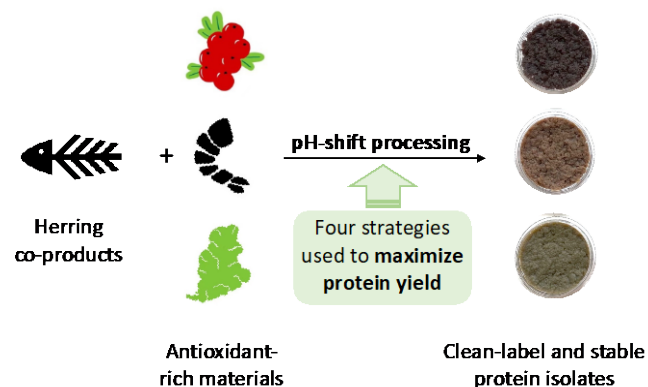 +
pH-shift processing
Herring
co-products
Four strategies
used to maximize
protein yield
Antioxidant-
rich materials
Clean-label and stable
protein isolates